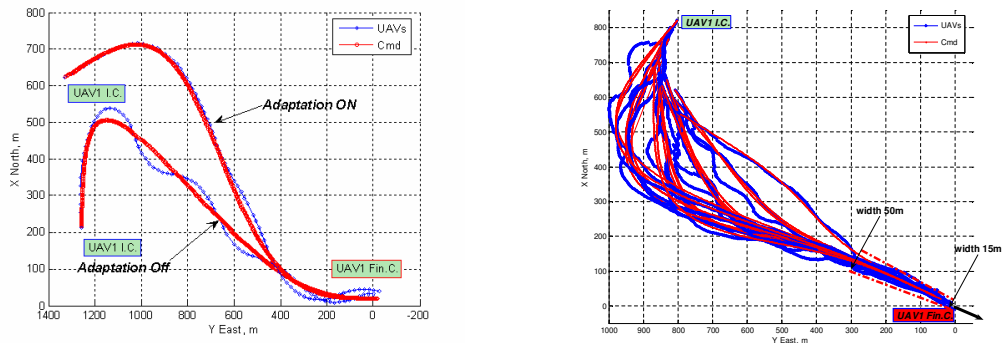 800
700
600
500
400
300
200
100
0
1400
1200
1000
800
600
400
200
0
-200
X North, m
Y East, m
UAVs
Cmd
UAV1 I.C.
Adaptation ON
UAV1 I.C.
Adaptation Off
UAV1 Fin.C.
800
700
600
500
400
300
200
100
0
-100
1000
900
800
700
600
500
400
300
200
100
0
X North, m
Y East, m
UAV1 I.C.
UAVs
Cmd
width 50m
width 15m
UAV1 Fin.C.